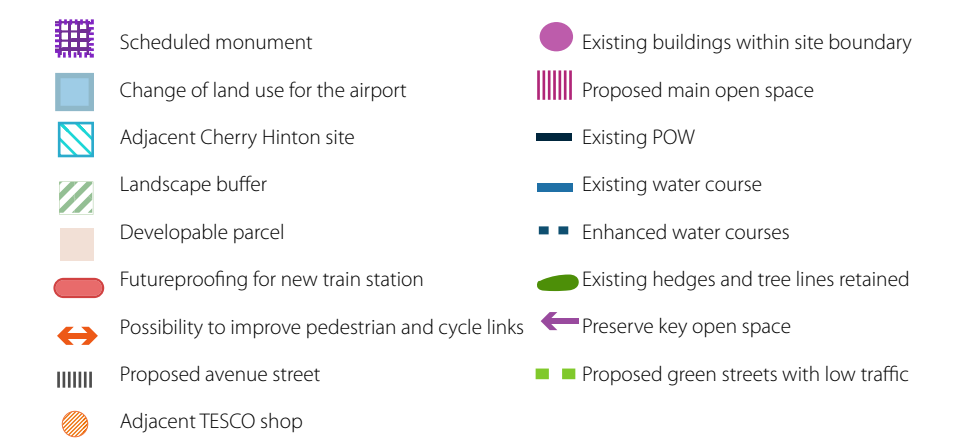 Scheduled monument
Change of land use for the airport
Adjacent Cherry Hinton site
Landscape buffer
Developable parcel
Futureproofing for new train station
Possibility to improve pedestrian and cycle links
Proposed avenue street
Adjacent TESCO shop
Existing buildings within site boundary
Proposed main open space
Existing POW
Existing water course
Enhanced water courses
Existing hedges and tree lines retained
Preserve key open space
Proposed green streets with low traffic